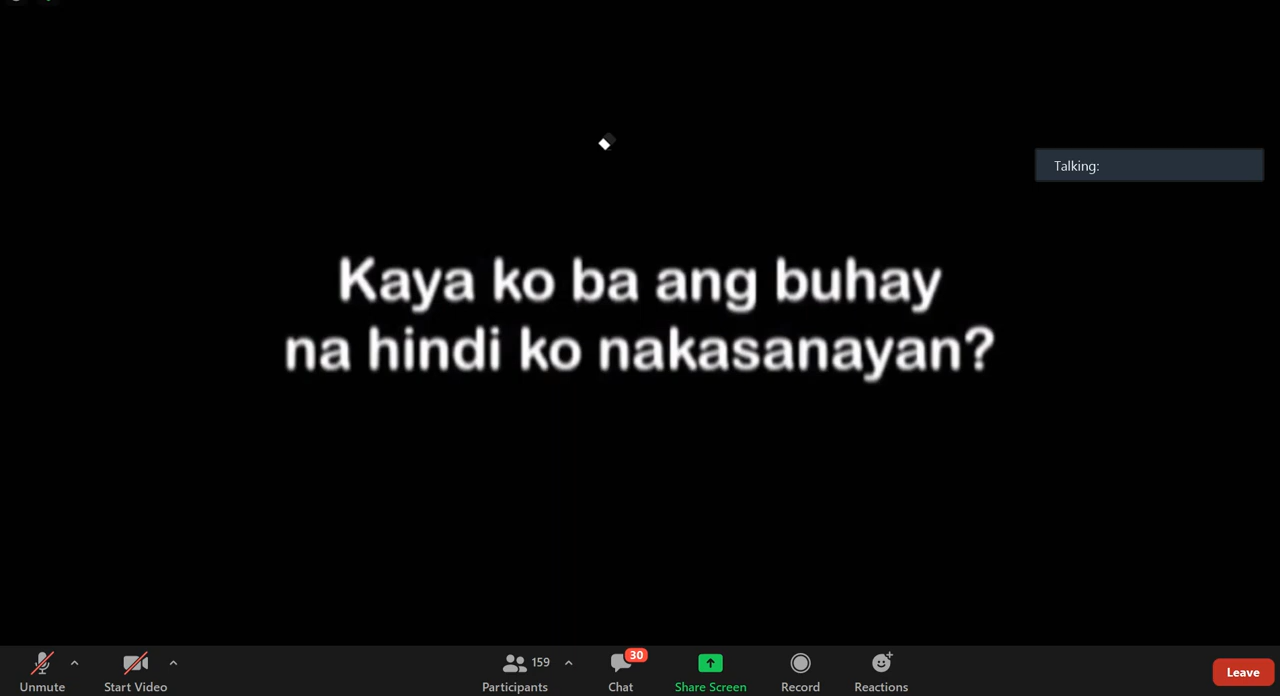 Talking:
Kaya ko ba ang buhay
na hindi ko nakasanayan?
Unmute
Start Video
Participants
159
Chat
30
Share Screen
Record
Reactions
Leave